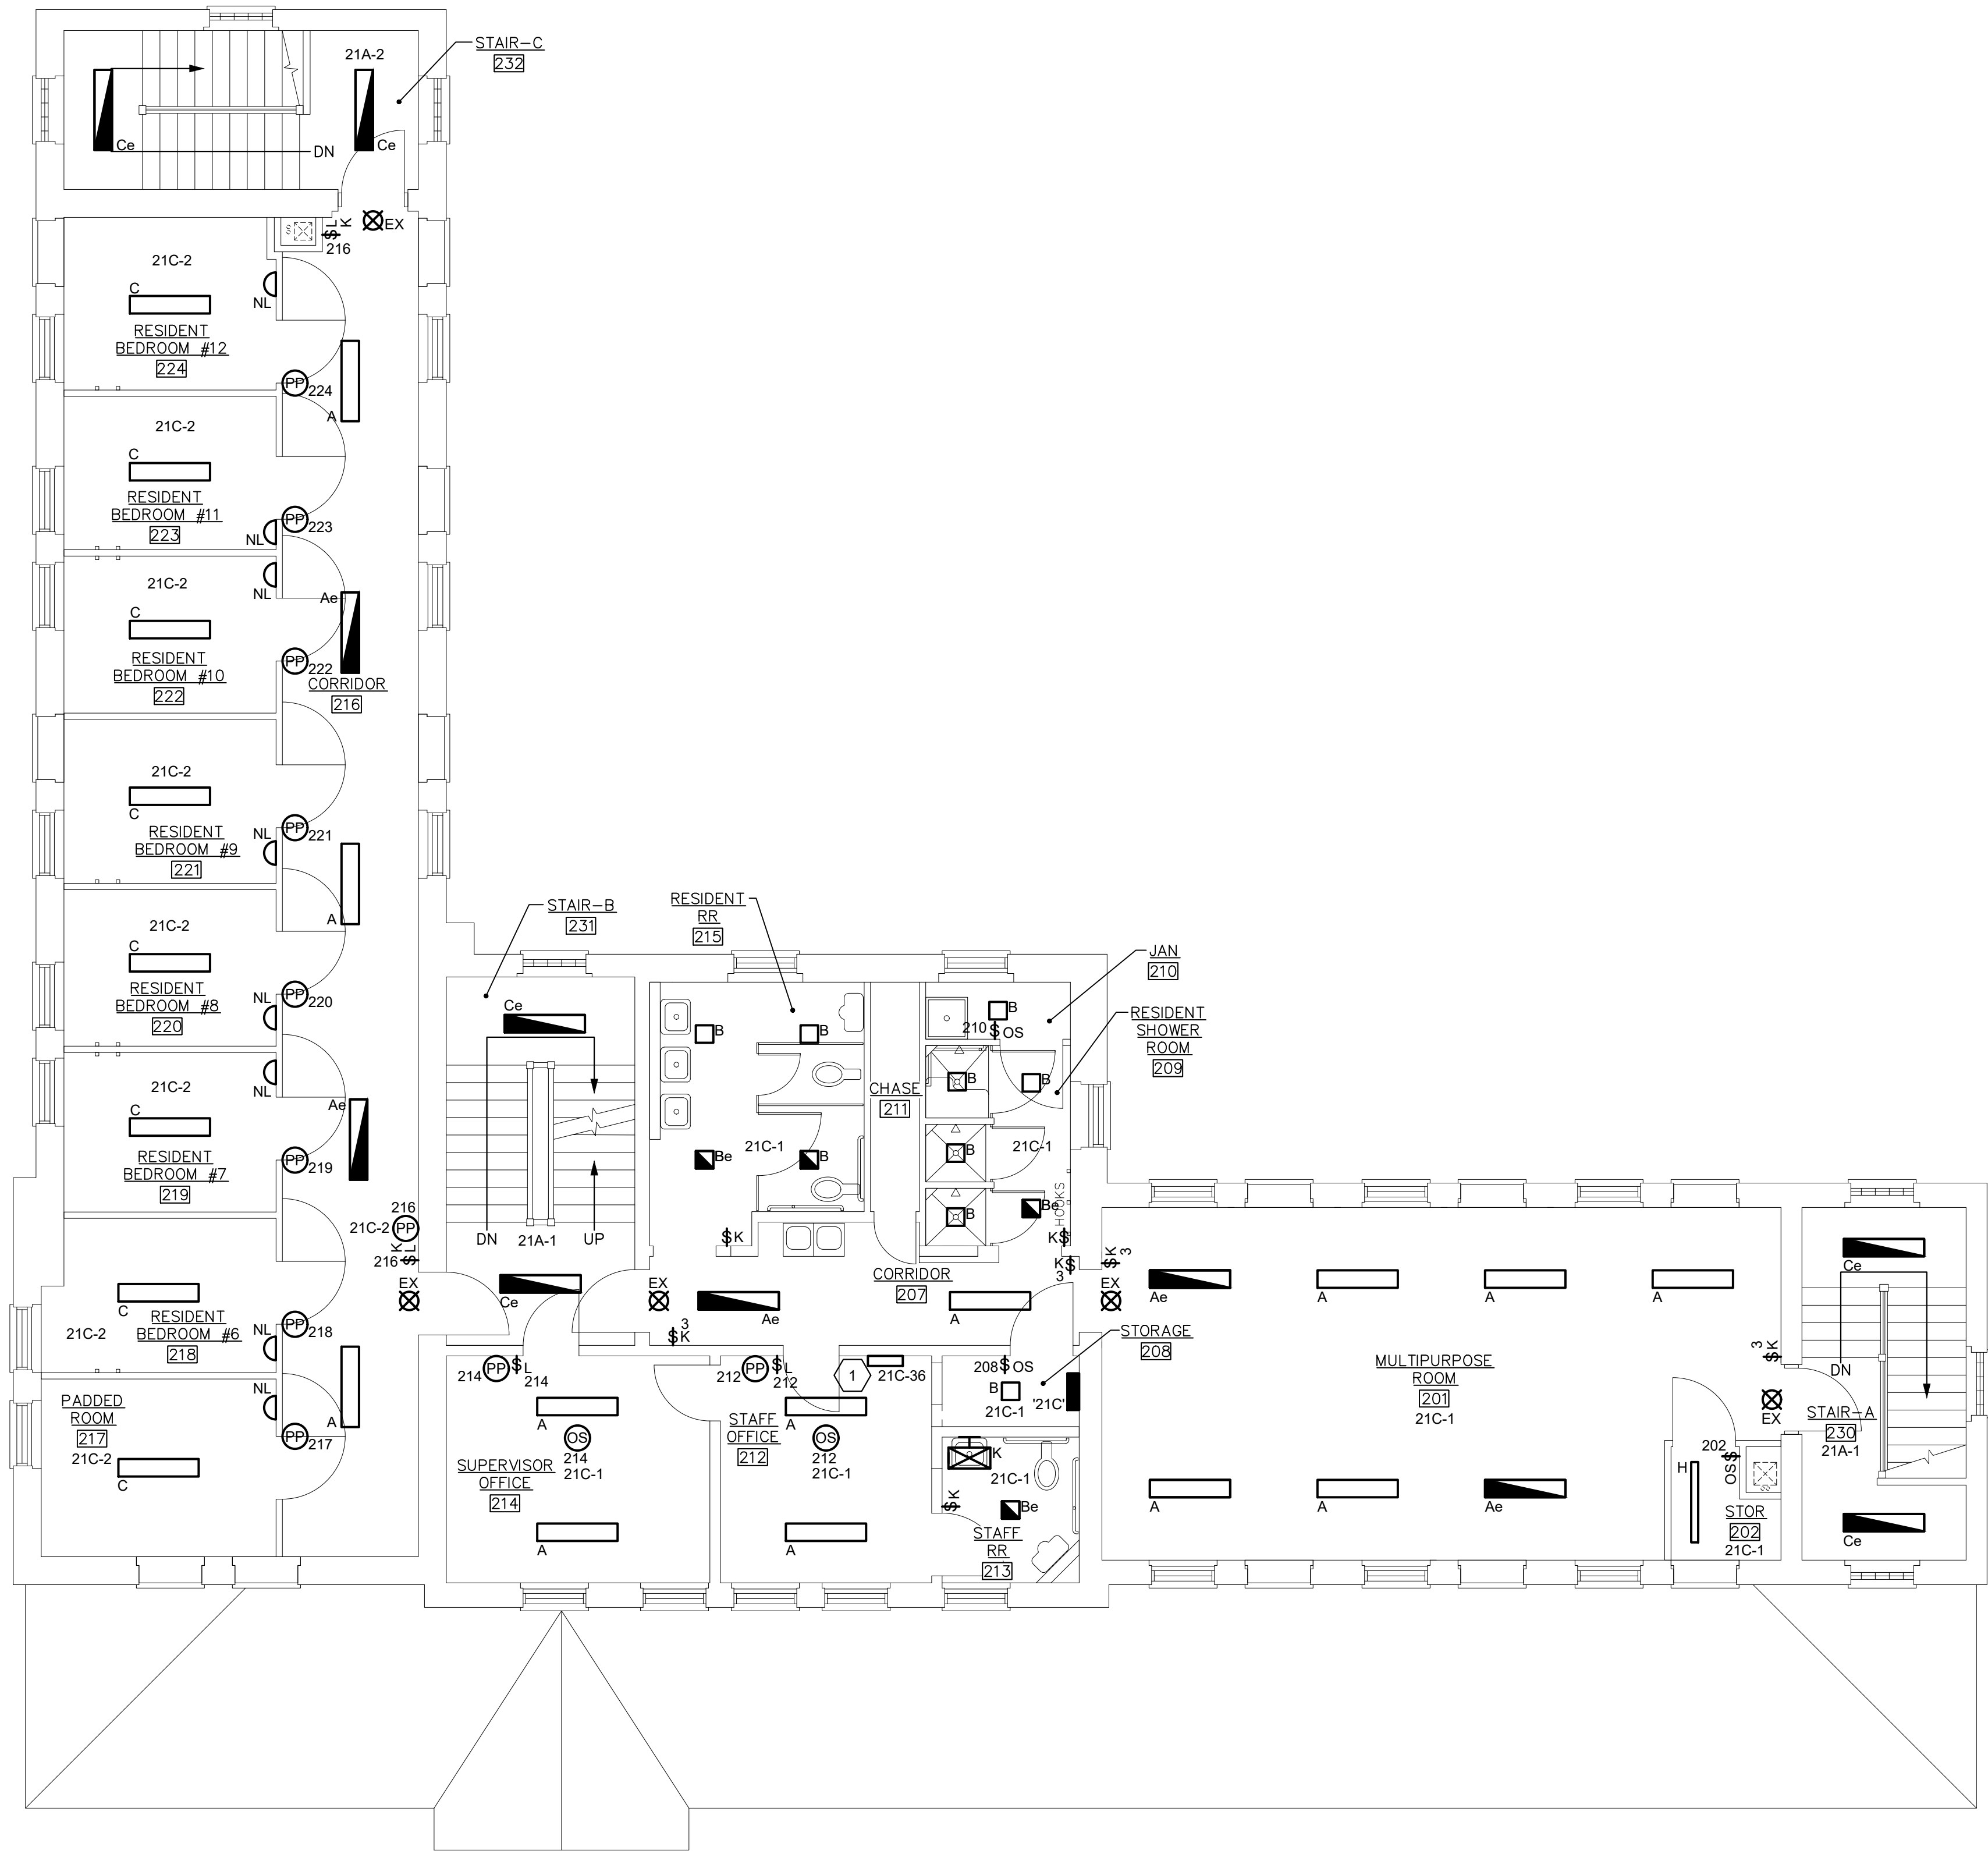 21A-2
STAIR-C
232
Ce
Ce
DN
$ L K
216
EX
21C-2
C
NL
RESIDENT
BEDROOM #12
224
PP 224
A
21C-2
C
RESIDENT
BEDROOM #11
223
PP 223
NL
21C-2
NL
C
Ae
RESIDENT
BEDROOM #10
222
PP 222
CORRIDOR
216
21C-2
C
RESIDENT
BEDROOM #9
221
PP 221
NL
A
21C-2
C
RESIDENT
BEDROOM #8
220
NL
PP 220
21C-2
C
NL
Ae
RESIDENT
BEDROOM #7
219
PP 219
216
21C-2 PP
216 $ L K
EX
C
21C-2
RESIDENT
BEDROOM #6
218
PP 218
NL
PADDED
ROOM
217
21C-2
C
NL
A
PP 217
STAIR-B
231
Ce
DN
21A-1
UP
Ce
RESIDENT
RR
215
B
B
Be
21C-1
B
$K
CHASE
211
JAN
210
B
210 $ OS
RESIDENT
SHOWER
ROOM
209
B
B
B
21C-1
B
Be
HOOKS
K$
K$
3
$ K 3
EX
EX
CORRIDOR
207
Ae
A
3
$K
214 PP $ L
214
A
OS
214
21C-1
SUPERVISOR
OFFICE
214
A
212 PP $ L
212
1
21C-36
A
STAFF
OFFICE
212
OS
212
21C-1
A
STORAGE
208
208 $ OS
B
21C-1
'21C'
K
21C-1
$ K
Be
STAFF
RR
213
Ae
A
A
A
MULTIPURPOSE
ROOM
201
21C-1
A
A
Ae
3
$ K
EX
202
OS $
H
STOR
202
21C-1
Ce
DN
STAIR-A
230
21A-1
Ce